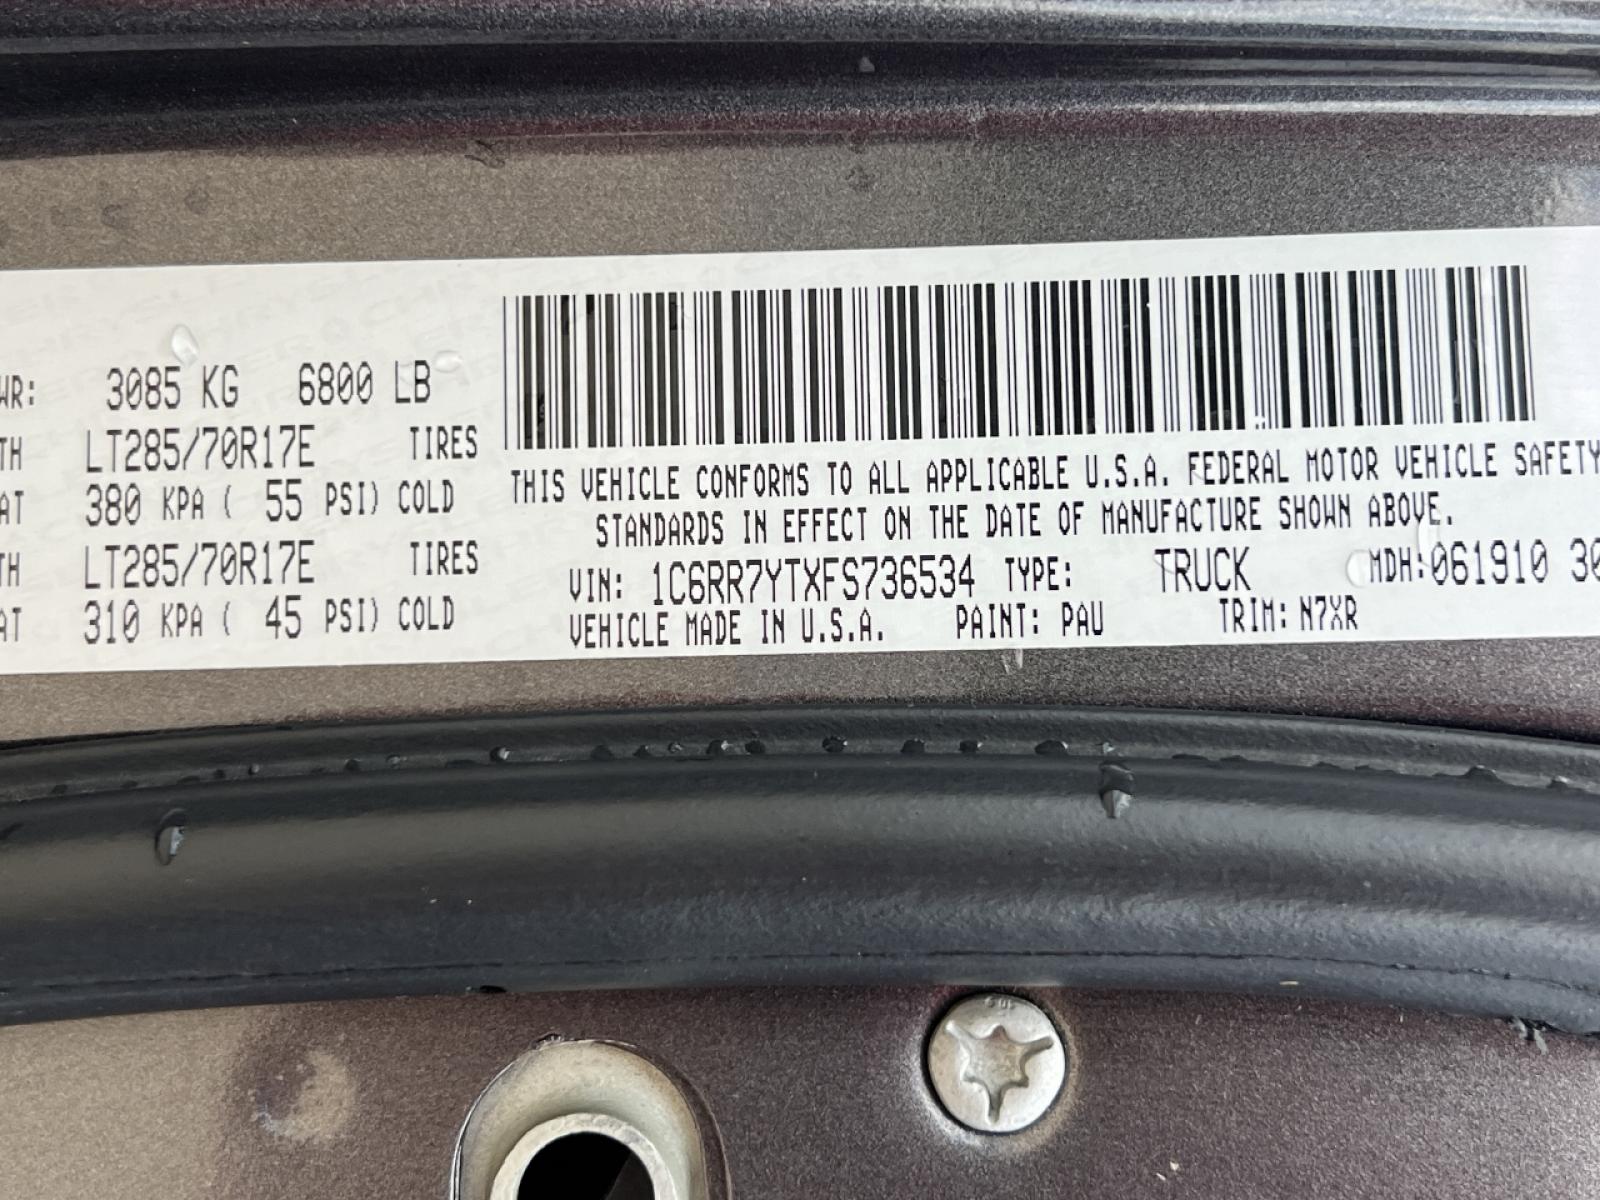 WR: 3085 KG 6800 LB
TH LT285/70R17E TIRES
AT 380 KPA ( 55 PSI) COLD
TH LT285/70R17E TIRES
AT 310 KPA ( 45 PSI) COLD
THIS VEHICLE CONFORMS TO ALL APPLICABLE U.S.A. FEDERAL MOTOR VEHICLE SAFETY
STANDARDS IN EFFECT ON THE DATE OF MANUFACTURE SHOWN ABOVE.
VIN: 1C6RR7YTXFS736534 TYPE: TRUCK MDH:061910 30
VEHICLE MADE IN U.S.A. PAINT: PAU TRIM: N7XR